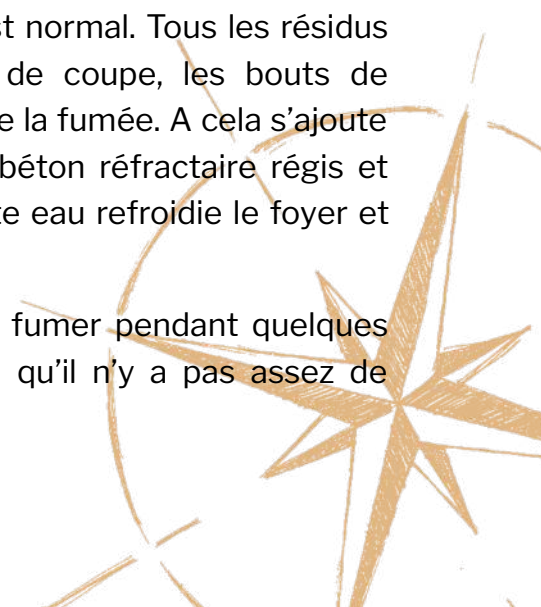 st normal. Tous les résidus
de coupe, les bouts de
e la fumée. A cela s’ajoute
béton réfractaire régis et
te eau refroidie le foyer et
fumer pendant quelques
qu’il n’y a pas assez de